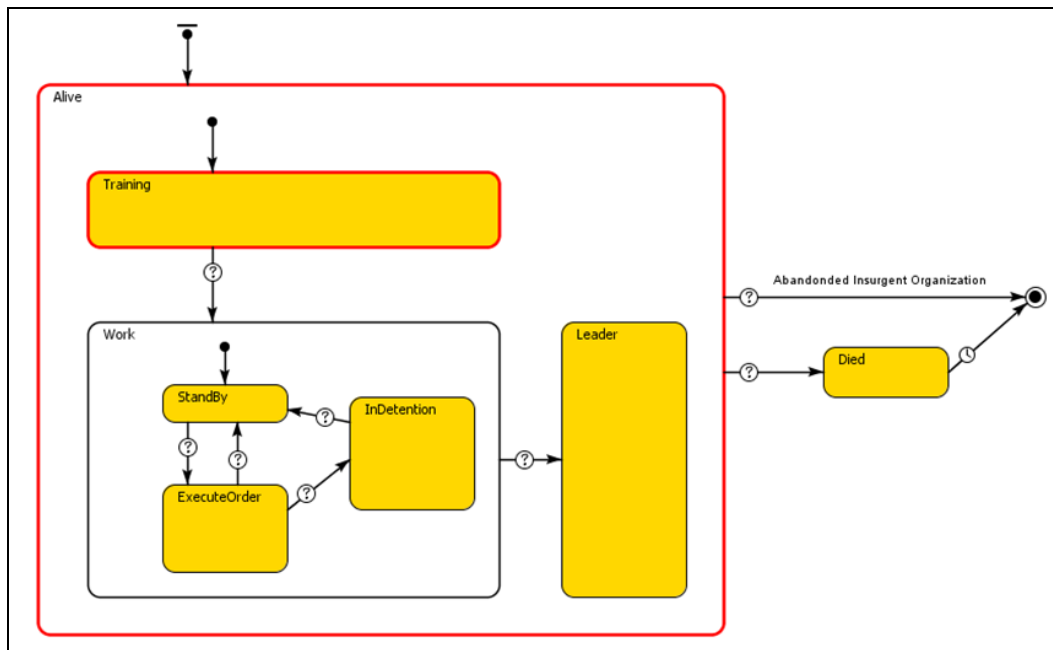 Alive
Training
?
Abandonded Insurgent Organization
?
Work
Leader
?
Died
StandBy
InDetention
?
?
?
?
?
ExecuteOrder